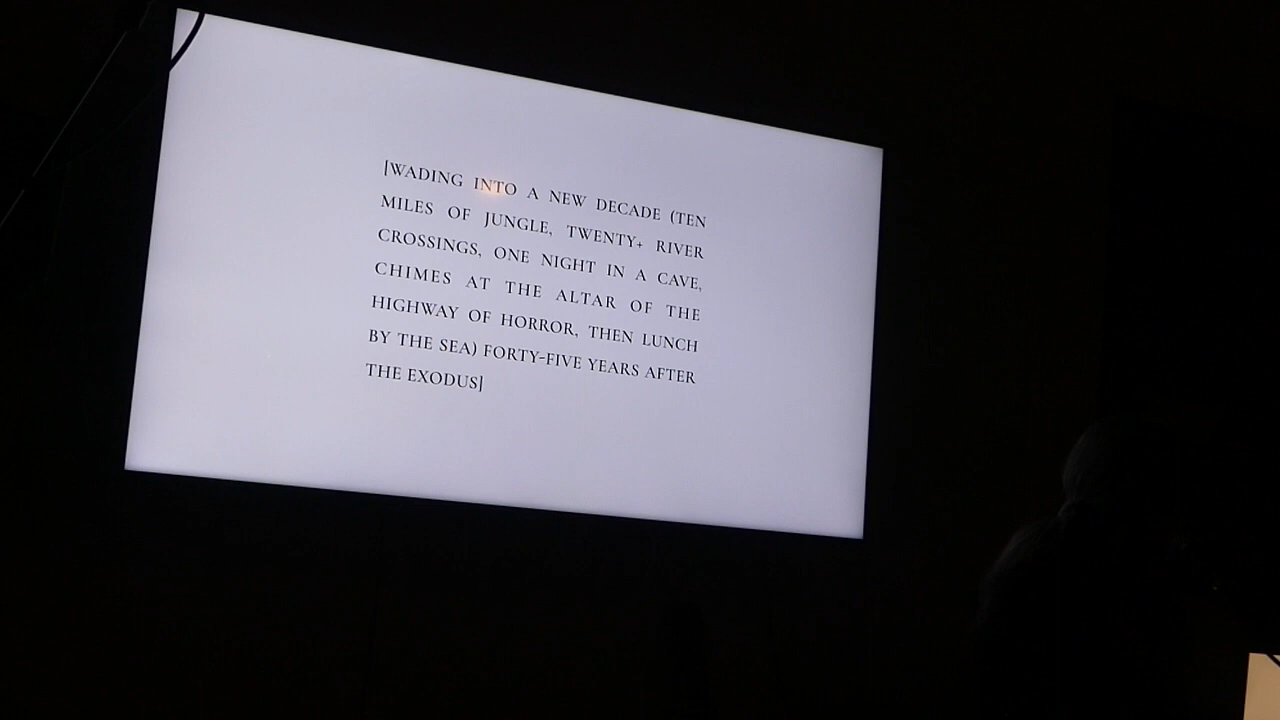 [WADING INTO A NEW DECADE (TEN
MILES OF JUNGLE, TWENTY+ RIVER
CROSSINGS, ONE NIGHT IN A CAVE,
CHIMES AT THE ALTAR OF THE
HIGHWAY OF HORROR, THEN LUNCH
BY THE SEA) FORTY-FIVE YEARS AFTER
THE EXODUS]